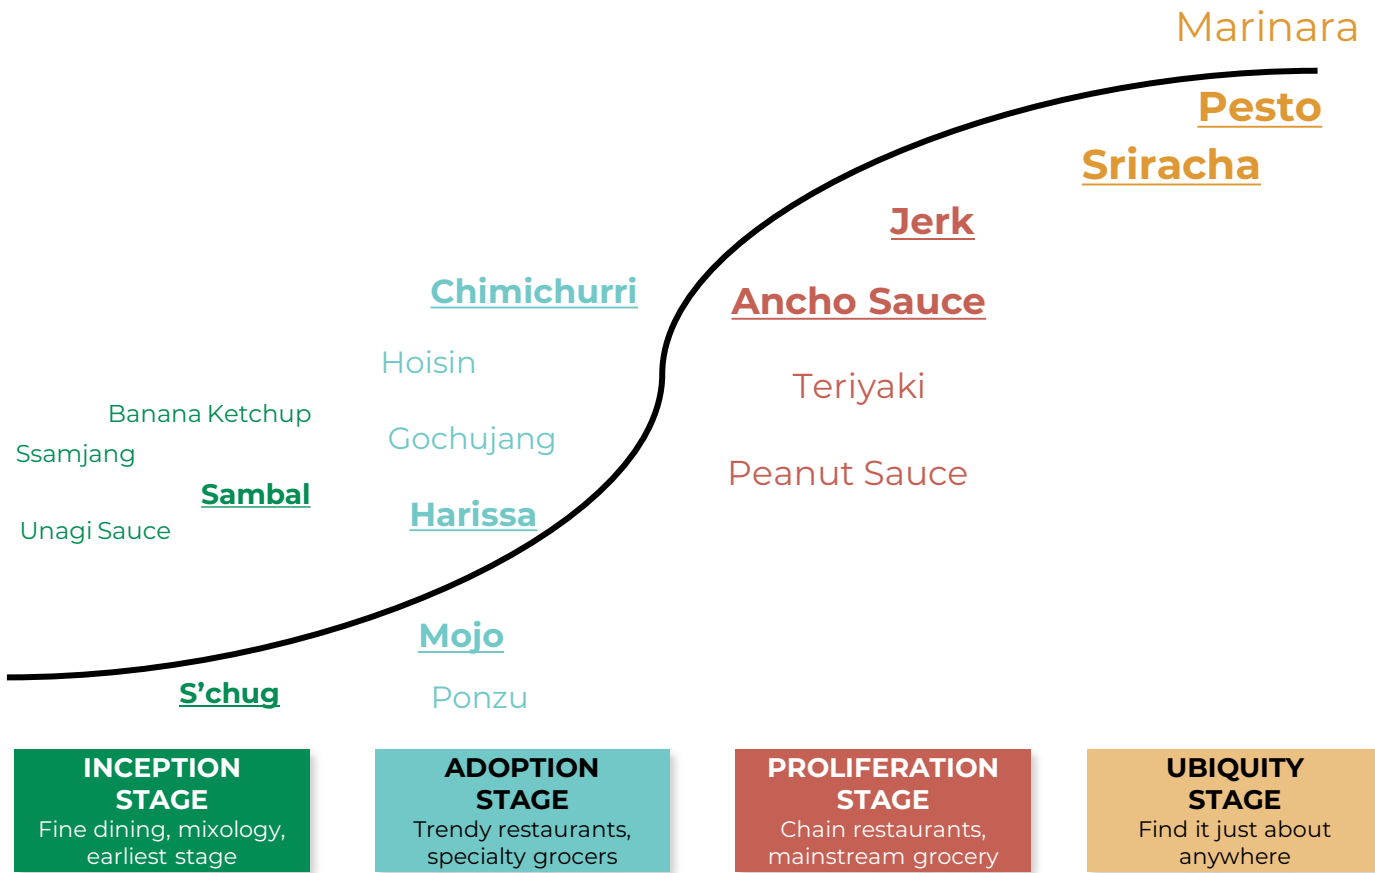 Marinara
Pesto
Sriracha
Jerk
Chimichurri
Ancho Sauce
Hoisin
Teriyaki
Banana Ketchup
Gochujang
Ssamjang
Peanut Sauce
Sambal
Harissa
Unagi Sauce
Mojo
S’chug
Ponzu
INCEPTION
STAGE
Fine dining, mixology,
earliest stage
ADOPTION
STAGE
Trendy restaurants,
specialty grocers
PROLIFERATION
STAGE
Chain restaurants,
mainstream grocery
UBIQUITY
STAGE
Find it just about
anywhere